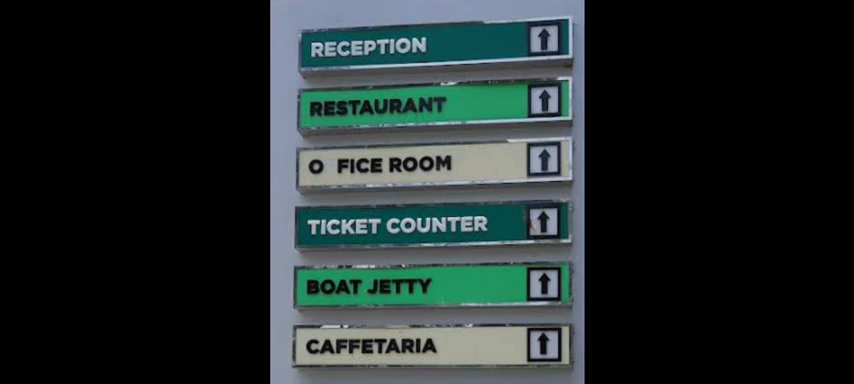 RECEPTION
RESTAURANT
O FICE ROOM
TICKET COUNTER
BOAT JETTY
CAFFETARIA